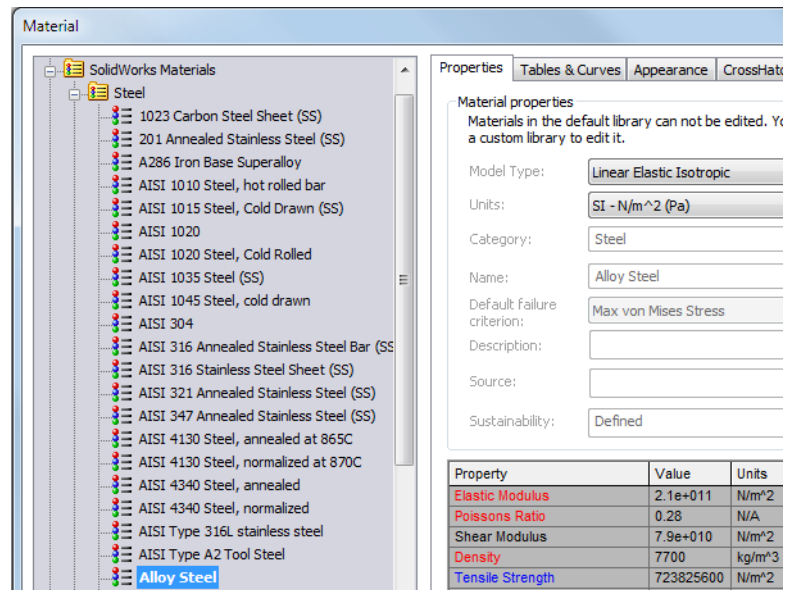 Material
SolidWorks Materials
Steel
1023 Carbon Steel Sheet (SS)
201 Annealed Stainless Steel (SS)
A286 Iron Base Superalloy
AISI 1010 Steel, hot rolled bar
AISI 1015 Steel, Cold Drawn (SS)
AISI 1020
AISI 1020 Steel, Cold Rolled
AISI 1035 Steel (SS)
AISI 1045 Steel, cold drawn
AISI 304
AISI 316 Annealed Stainless Steel Bar (SS
AISI 316 Stainless Steel Sheet (SS)
AISI 321 Annealed Stainless Steel (SS)
AISI 347 Annealed Stainless Steel (SS)
AISI 4130 Steel, annealed at 865C
AISI 4130 Steel, normalized at 870C
AISI 4340 Steel, annealed
AISI 4340 Steel, normalized
AISI Type 316L stainless steel
AISI Type A2 Tool Steel
Alloy Steel
Properties Tables & Curves Appearance CrossHatc
Material properties
Materials in the default library can not be edited. Yo
a custom library to edit it.
Model Type: Linear Elastic Isotropic
Units: SI - N/m^2 (Pa)
Category: Steel
Name: Alloy Steel
Default failure
criterion: Max von Mises Stress
Description:
Source:
Sustainability: Defined
Property Value Units
Elastic Modulus 2.1e+011 N/m^2
Poissons Ratio 0.28 N/A
Shear Modulus 7.9e+010 N/m^2
Density 7700 kg/m^3
Tensile Strength 723825600 N/m^2